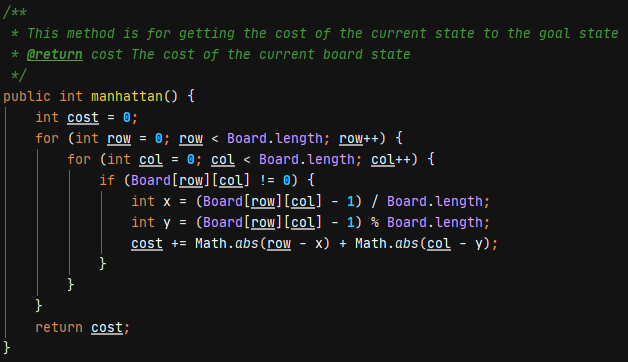 /**
 * This method is for getting the cost of the current state to the goal state
 * @return cost The cost of the current board state
 */
public int manhattan() {
    int cost = 0;
    for (int row = 0; row < Board.length; row++) {
        for (int col = 0; col < Board.length; col++) {
            if (Board[row][col] != 0) {
                int x = (Board[row][col] - 1) / Board.length;
                int y = (Board[row][col] - 1) % Board.length;
                cost += Math.abs(row - x) + Math.abs(col - y);
            }
        }
    }
    return cost;
}